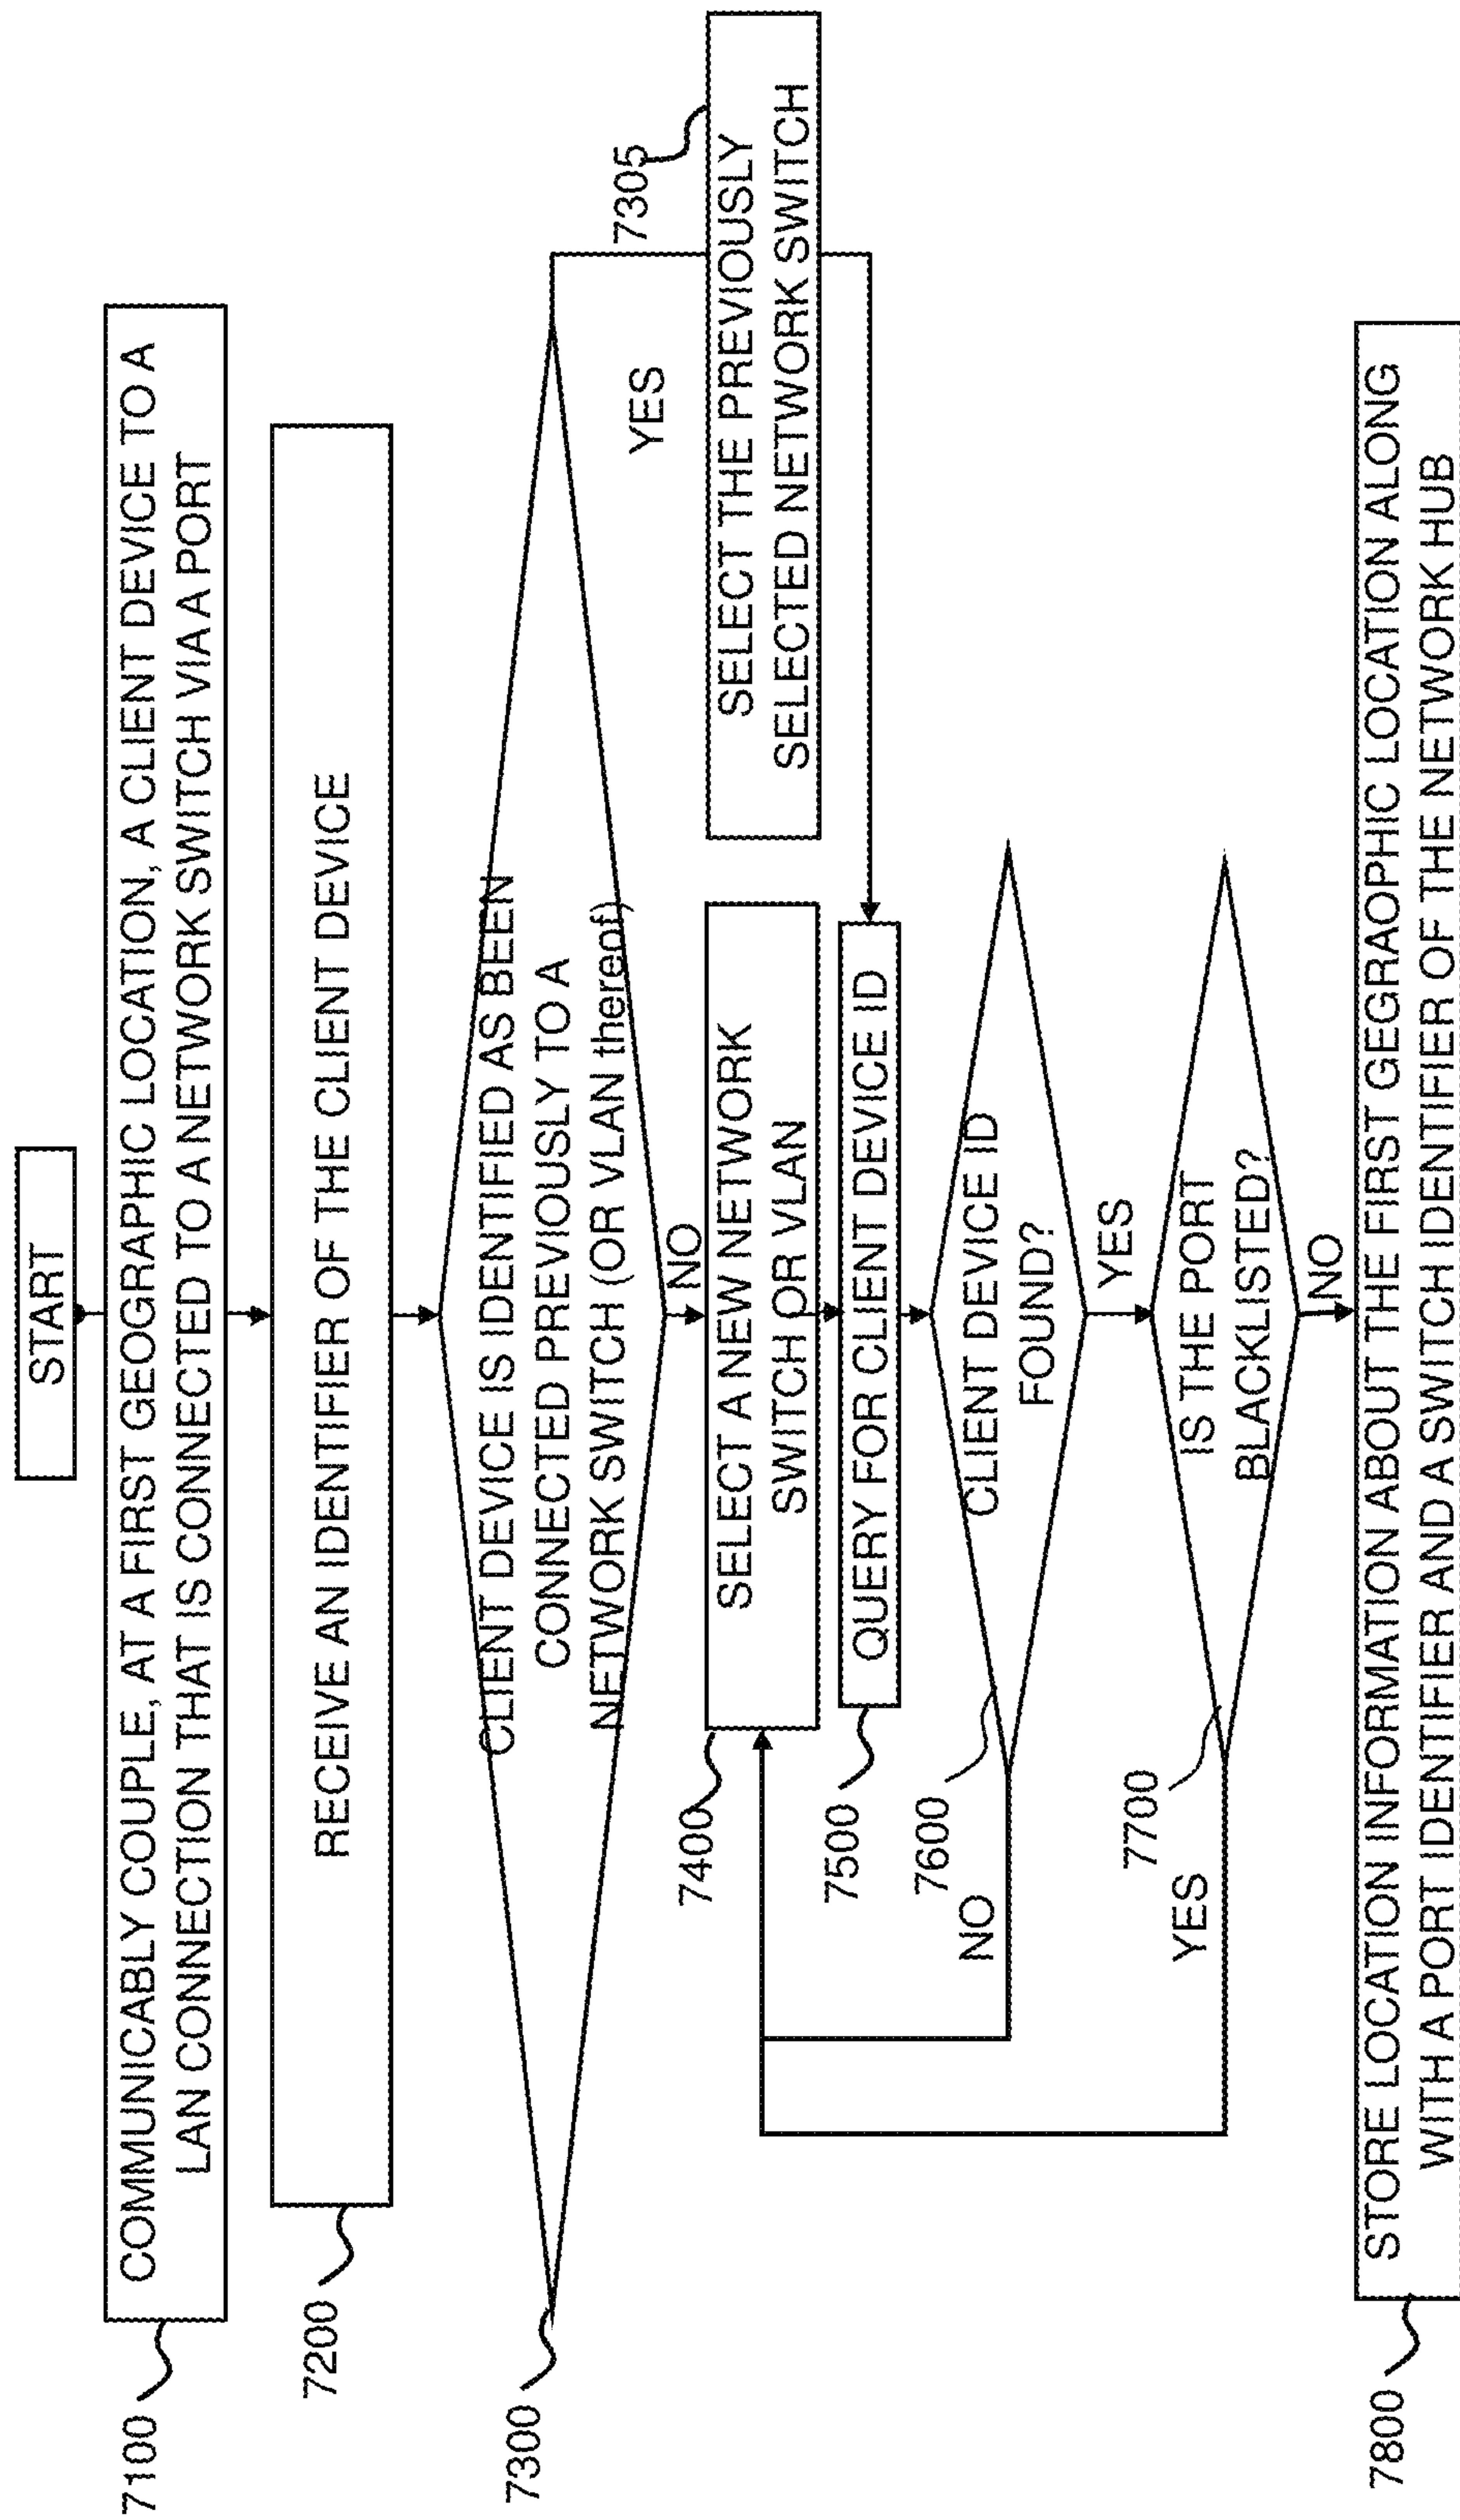 START
7100
COMMUNICABLY COUPLE, AT A FIRST GEOGRAPHIC LOCATION, A CLIENT DEVICE TO A
LAN CONNECTION THAT IS CONNECTED TO A NETWORK SWITCH VIA A PORT
7200
RECEIVE AN IDENTIFIER OF THE CLIENT DEVICE
7300
CLIENT DEVICE IS IDENTIFIED AS BEEN
CONNECTED PREVIOUSLY TO A
NETWORK SWITCH (OR VLAN thereof)
YES
7305
SELECT THE PREVIOUSLY
SELECTED NETWORK SWITCH
NO
7400
SELECT A NEW NETWORK
SWITCH OR VLAN
7500
QUERY FOR CLIENT DEVICE ID
7600
NO
CLIENT DEVICE ID
FOUND?
YES
7700
YES
IS THE PORT
BLACKLISTED?
NO
7800
STORE LOCATION INFORMATION ABOUT THE FIRST GEGRAOPHIC LOCATION ALONG
WITH A PORT IDENTIFIER AND A SWITCH IDENTIFIER OF THE NETWORK HUB